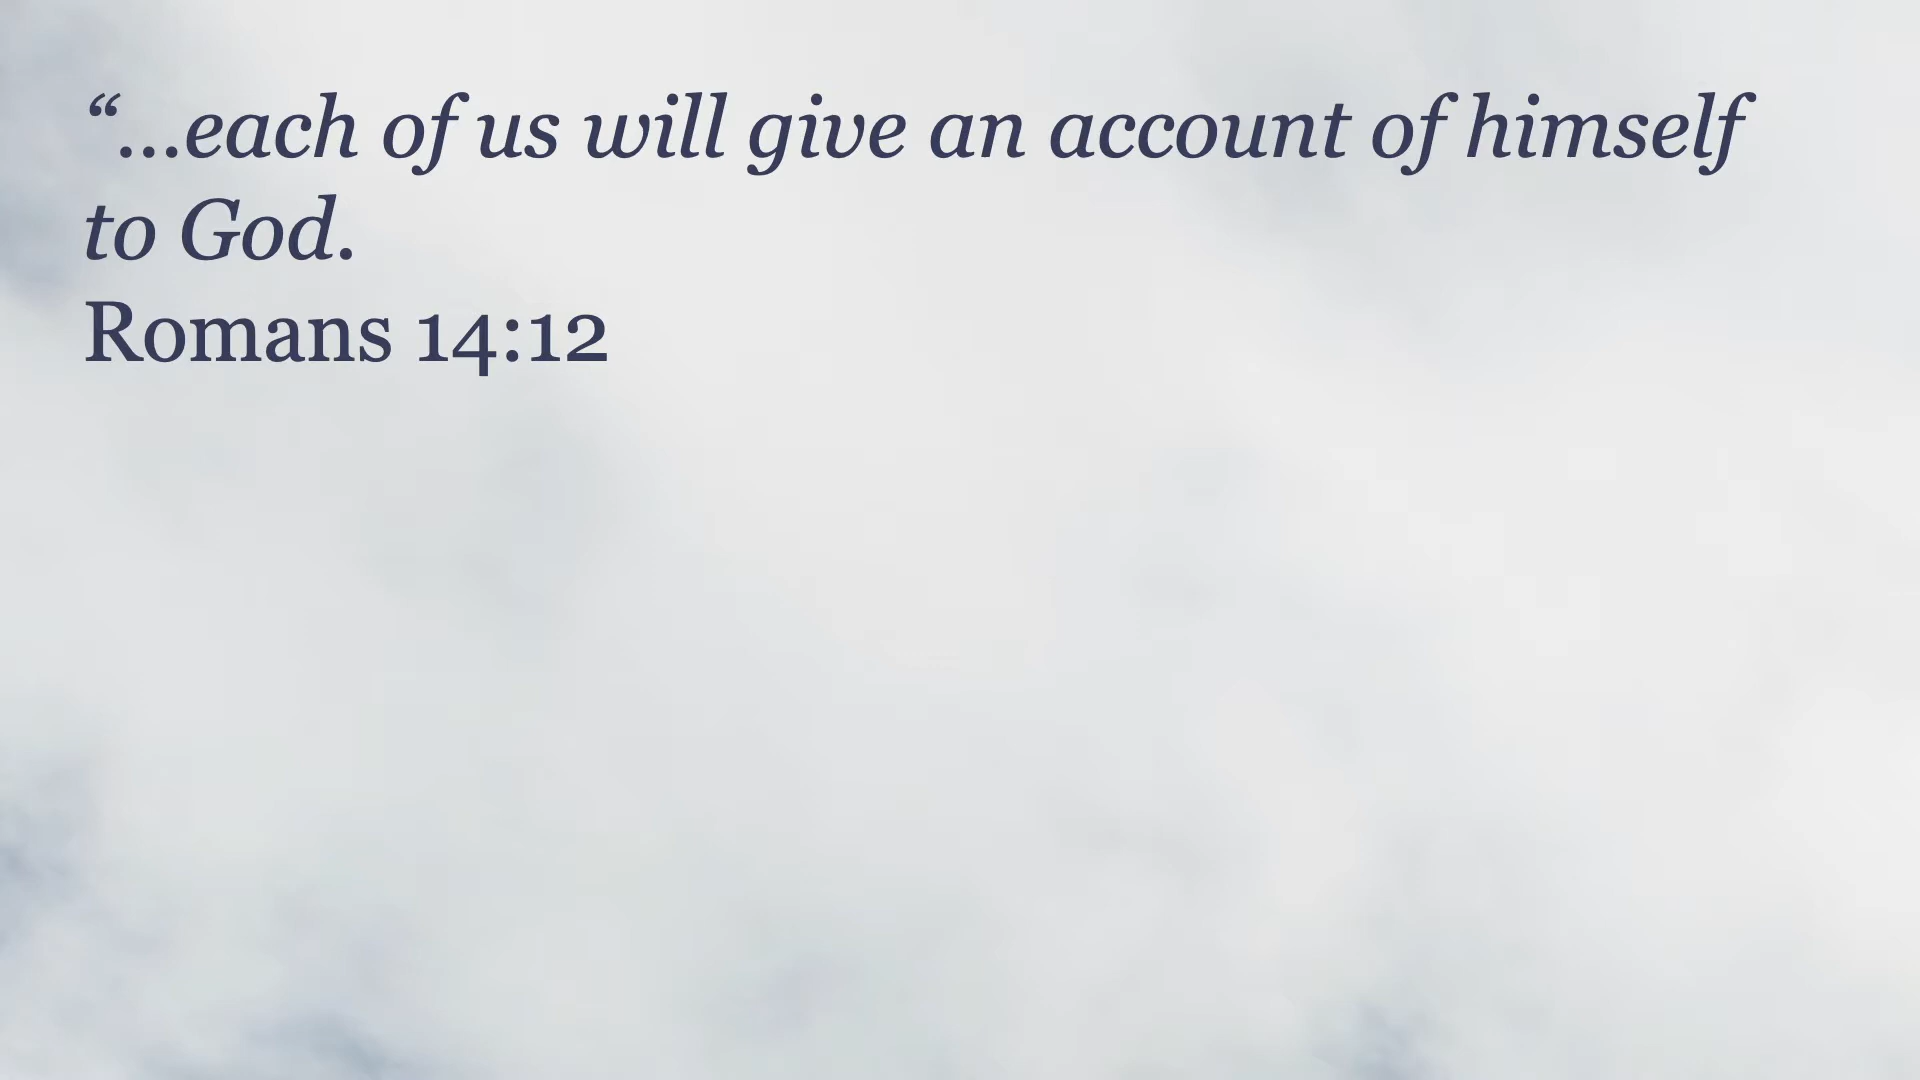 “...each of us will give an account of himself
to God.
Romans 14:12